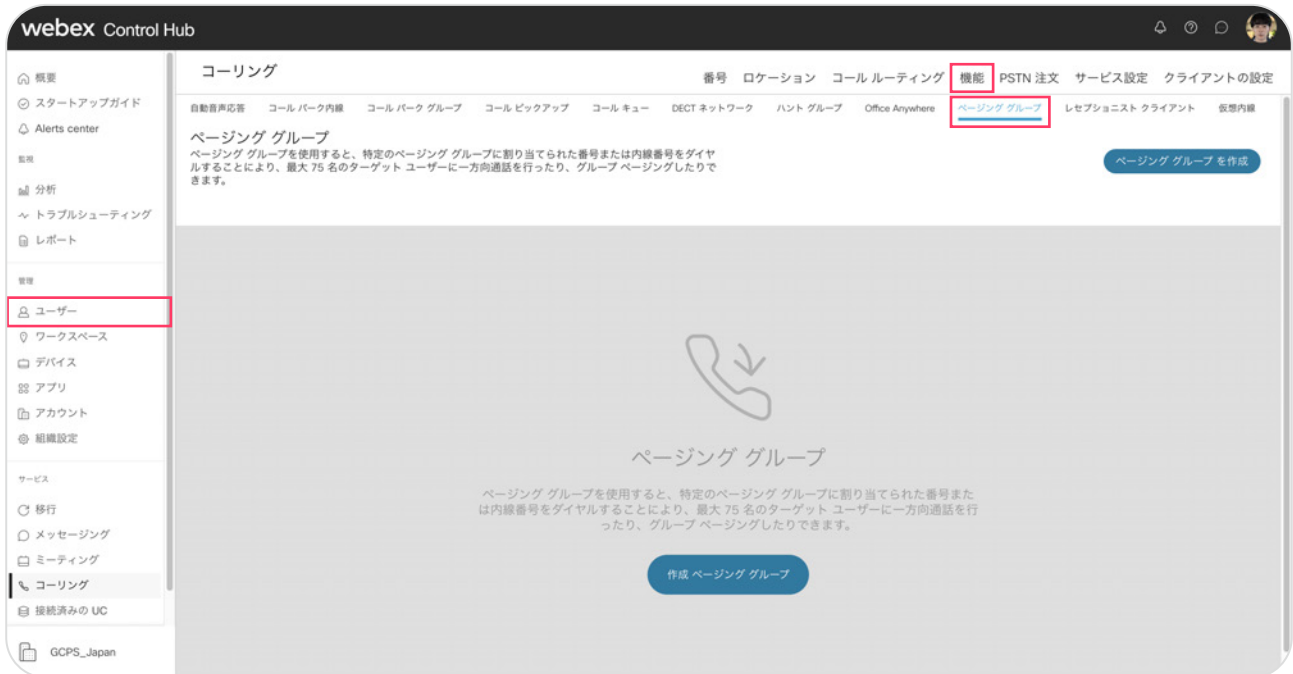 webex Control Hub
概要
スタートアップガイド
Alerts center
監視
分析
トラブルシューティング
レポート
管理
ユーザー
ワークスペース
デバイス
アプリ
アカウント
組織設定
サービス
移行
メッセージング
ミーティング
コーリング
接続済みの UC
GCPS_Japan
コーリング
番号 ロケーション コール ルーティング 機能 PSTN 注文 サービス設定 クライアントの設定
自動音声応答 コール パーク内線 コール パーク グループ コール ピックアップ コール キュー DECT ネットワーク ハント グループ Office Anywhere ページング グループ レセプショニスト クライアント 仮想内線
ページング グループ
ページング グループを使用すると、特定のページング グループに割り当てられた番号または内線番号をダイヤ
ルすることにより、最大 75 名のターゲット ユーザーに一方向通話を行ったり、グループ ページングしたりで
きます。
ページング グループ を作成
ページング グループ
ページング グループを使用すると、特定のページング グループに割り当てられた番号また
は内線番号をダイヤルすることにより、最大 75 名のターゲット ユーザーに一方向通話を行
ったり、グループ ページングしたりできます。
作成 ページング グループ